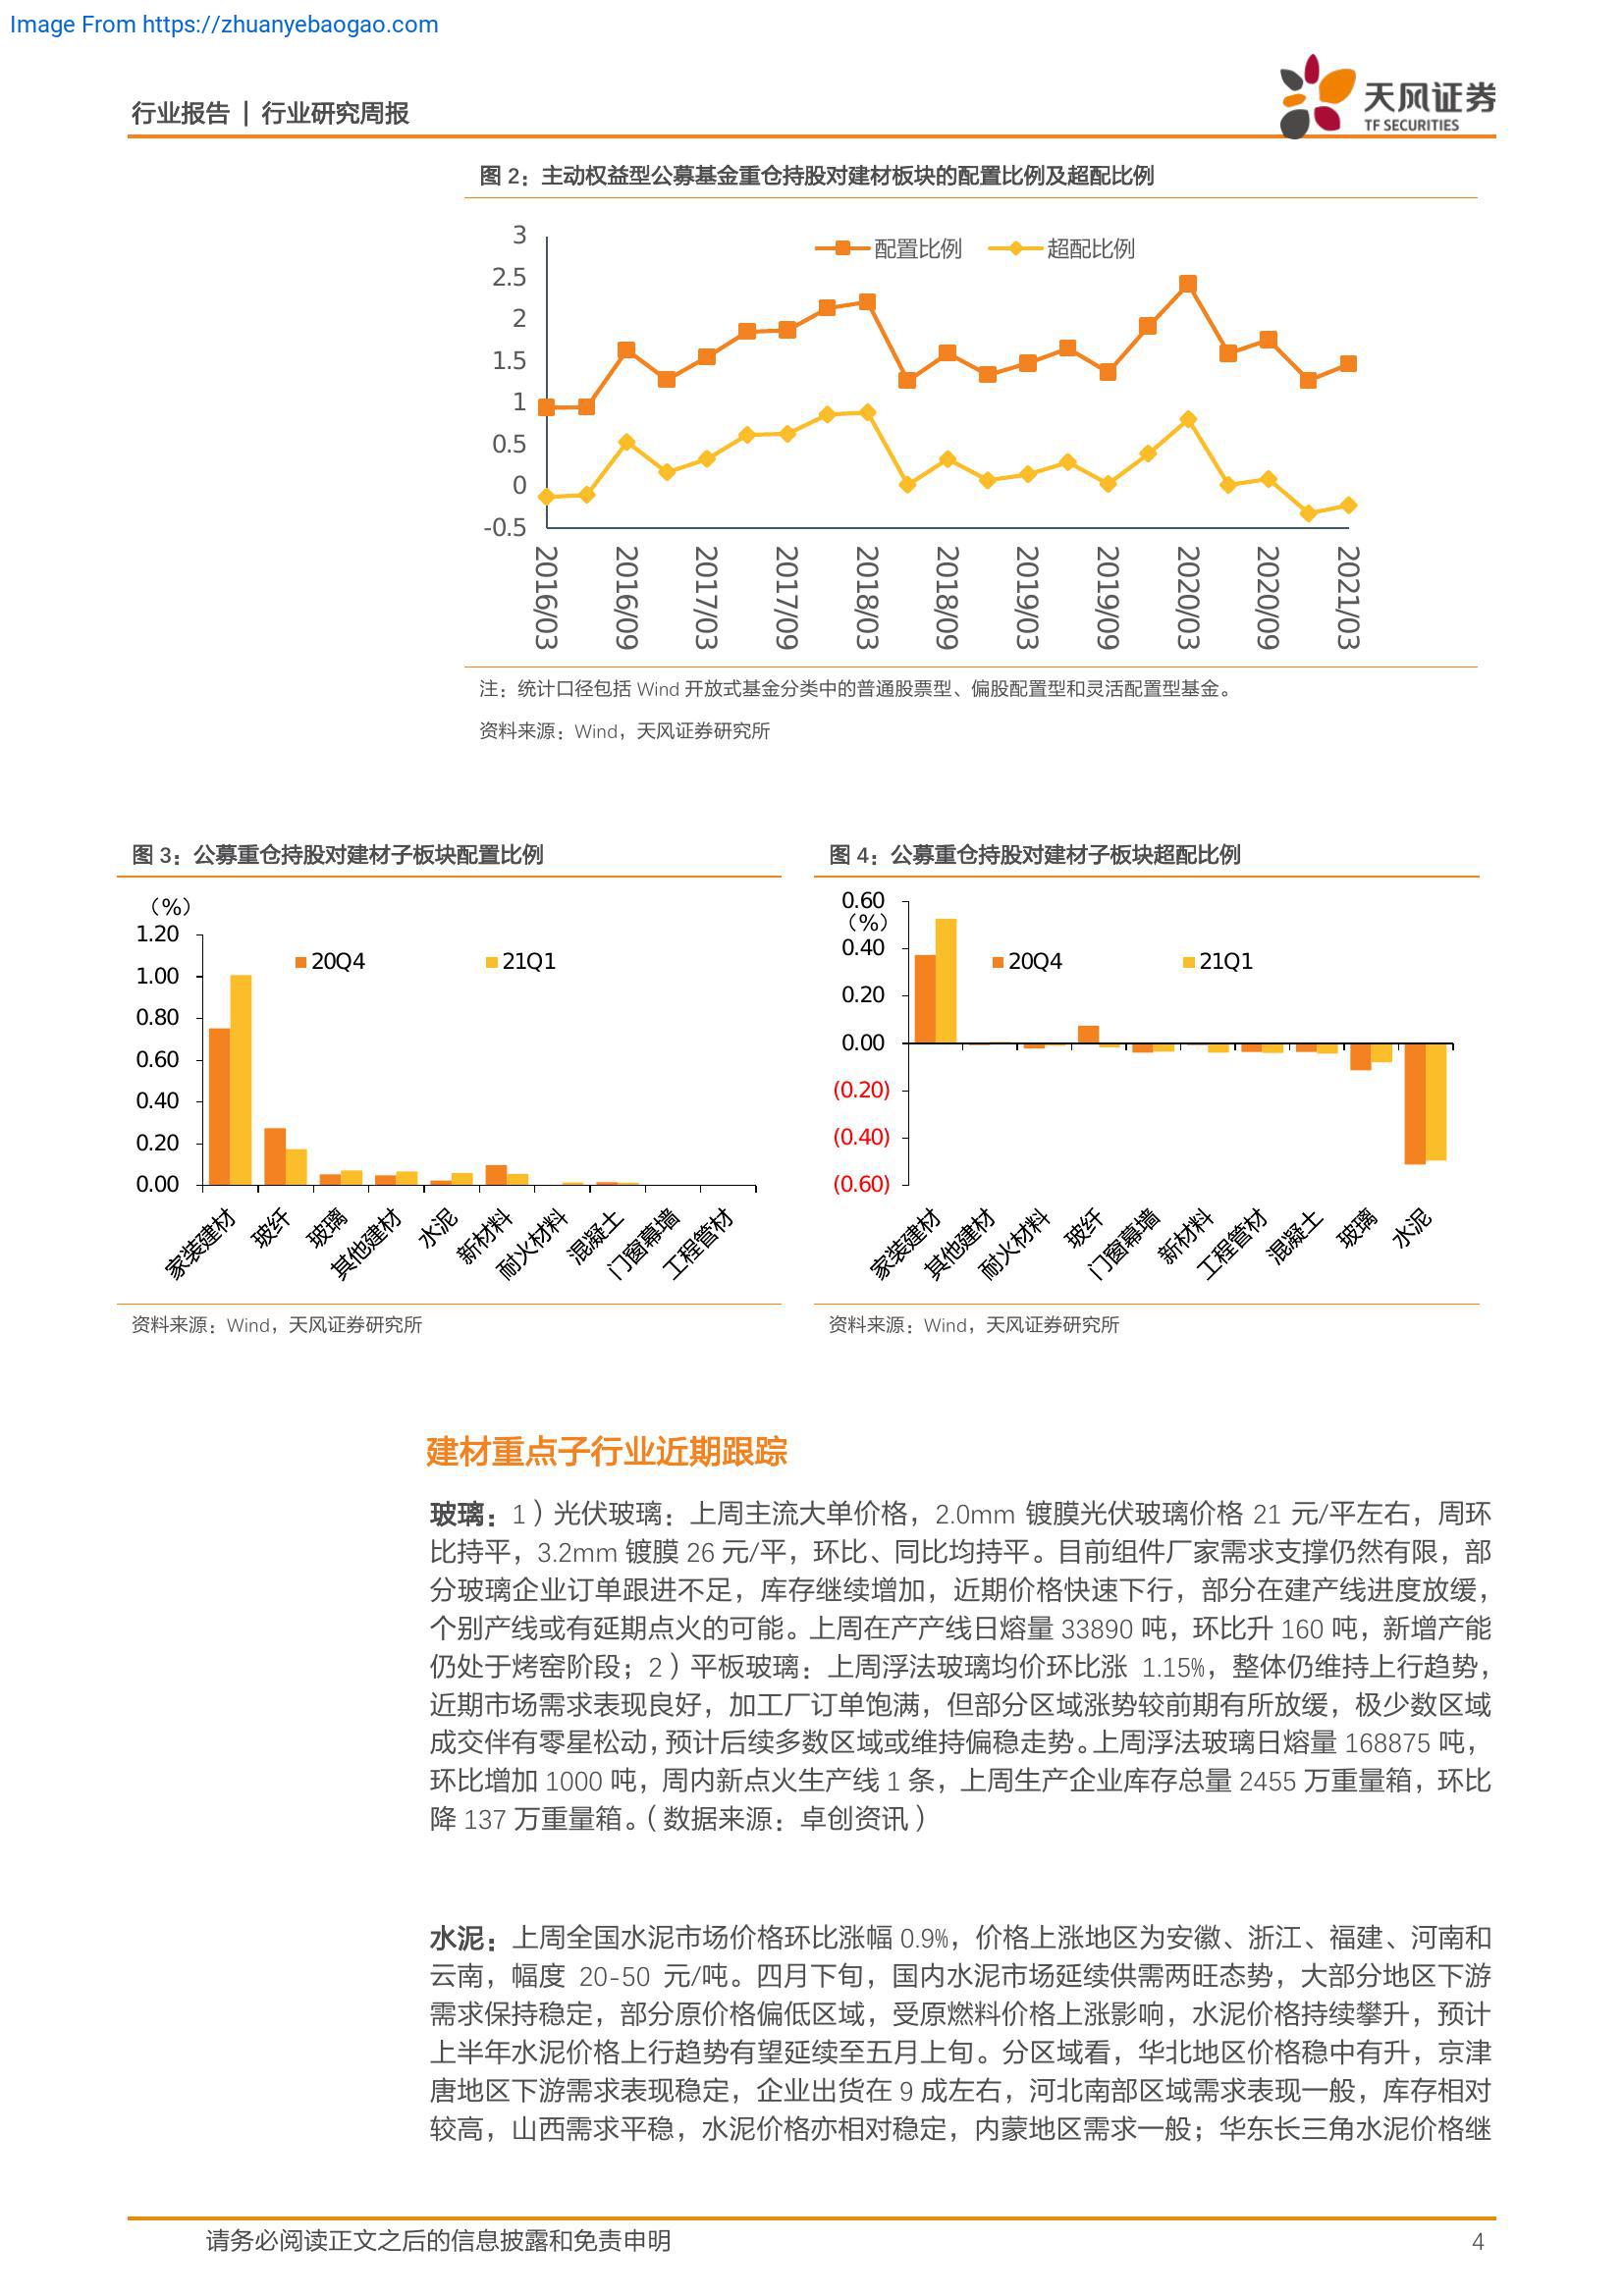 Image From https://zhuanyebaogao.com
行业报告 | 行业研究周报
天风证券
TF SECURITIES
图 2：主动权益型公募基金重仓持股对建材板块的配置比例及超配比例
配置比例 超配比例
3
2.5
2
1.5
1
0.5
0
-0.5
2016/03 2016/09 2017/03 2017/09 2018/03 2018/09 2019/03 2019/09 2020/03 2020/09 2021/03
注：统计口径包括 Wind 开放式基金分类中的普通股票型、偏股配置型和灵活配置型基金。
资料来源：Wind，天风证券研究所
图 3：公募重仓持股对建材子板块配置比例
（%）
1.20
1.00
0.80
0.60
0.40
0.20
0.00
20Q4 21Q1
家装建材 玻纤 玻璃 其他建材 水泥 新材料 耐火材料 混凝土 门窗幕墙 工程管材
资料来源：Wind，天风证券研究所
图 4：公募重仓持股对建材子板块超配比例
0.60
（%）
0.40
0.20
0.00
(0.20)
(0.40)
(0.60)
20Q4 21Q1
家装建材 其他建材 耐火材料 玻纤 门窗幕墙 新材料 工程管材 混凝土 玻璃 水泥
资料来源：Wind，天风证券研究所
建材重点子行业近期跟踪
玻璃：1）光伏玻璃：上周主流大单价格，2.0mm 镀膜光伏玻璃价格 21 元/平左右，周环
比持平，3.2mm 镀膜 26 元/平，环比、同比均持平。目前组件厂家需求支撑仍然有限，部
分玻璃企业订单跟进不足，库存继续增加，近期价格快速下行，部分在建产线进度放缓，
个别产线或有延期点火的可能。上周在产产线日熔量 33890 吨，环比升 160 吨，新增产能
仍处于烤窑阶段；2）平板玻璃：上周浮法玻璃均价环比涨 1.15%，整体仍维持上行趋势，
近期市场需求表现良好，加工厂订单饱满，但部分区域涨势较前期有所放缓，极少数区域
成交伴有零星松动，预计后续多数区域或维持偏稳走势。上周浮法玻璃日熔量 168875 吨，
环比增加 1000 吨，周内新点火生产线 1 条，上周生产企业库存总量 2455 万重量箱，环比
降 137 万重量箱。（数据来源：卓创资讯）
水泥：上周全国水泥市场价格环比涨幅 0.9%，价格上涨地区为安徽、浙江、福建、河南和
云南，幅度 20-50 元/吨。四月下旬，国内水泥市场延续供需两旺态势，大部分地区下游
需求保持稳定，部分原价格偏低区域，受原燃料价格上涨影响，水泥价格持续攀升，预计
上半年水泥价格上行趋势有望延续至五月上旬。分区域看，华北地区价格稳中有升，京津
唐地区下游需求表现稳定，企业出货在 9 成左右，河北南部区域需求表现一般，库存相对
较高，山西需求平稳，水泥价格亦相对稳定，内蒙地区需求一般；华东长三角水泥价格继
请务必阅读正文之后的信息披露和免责申明
4